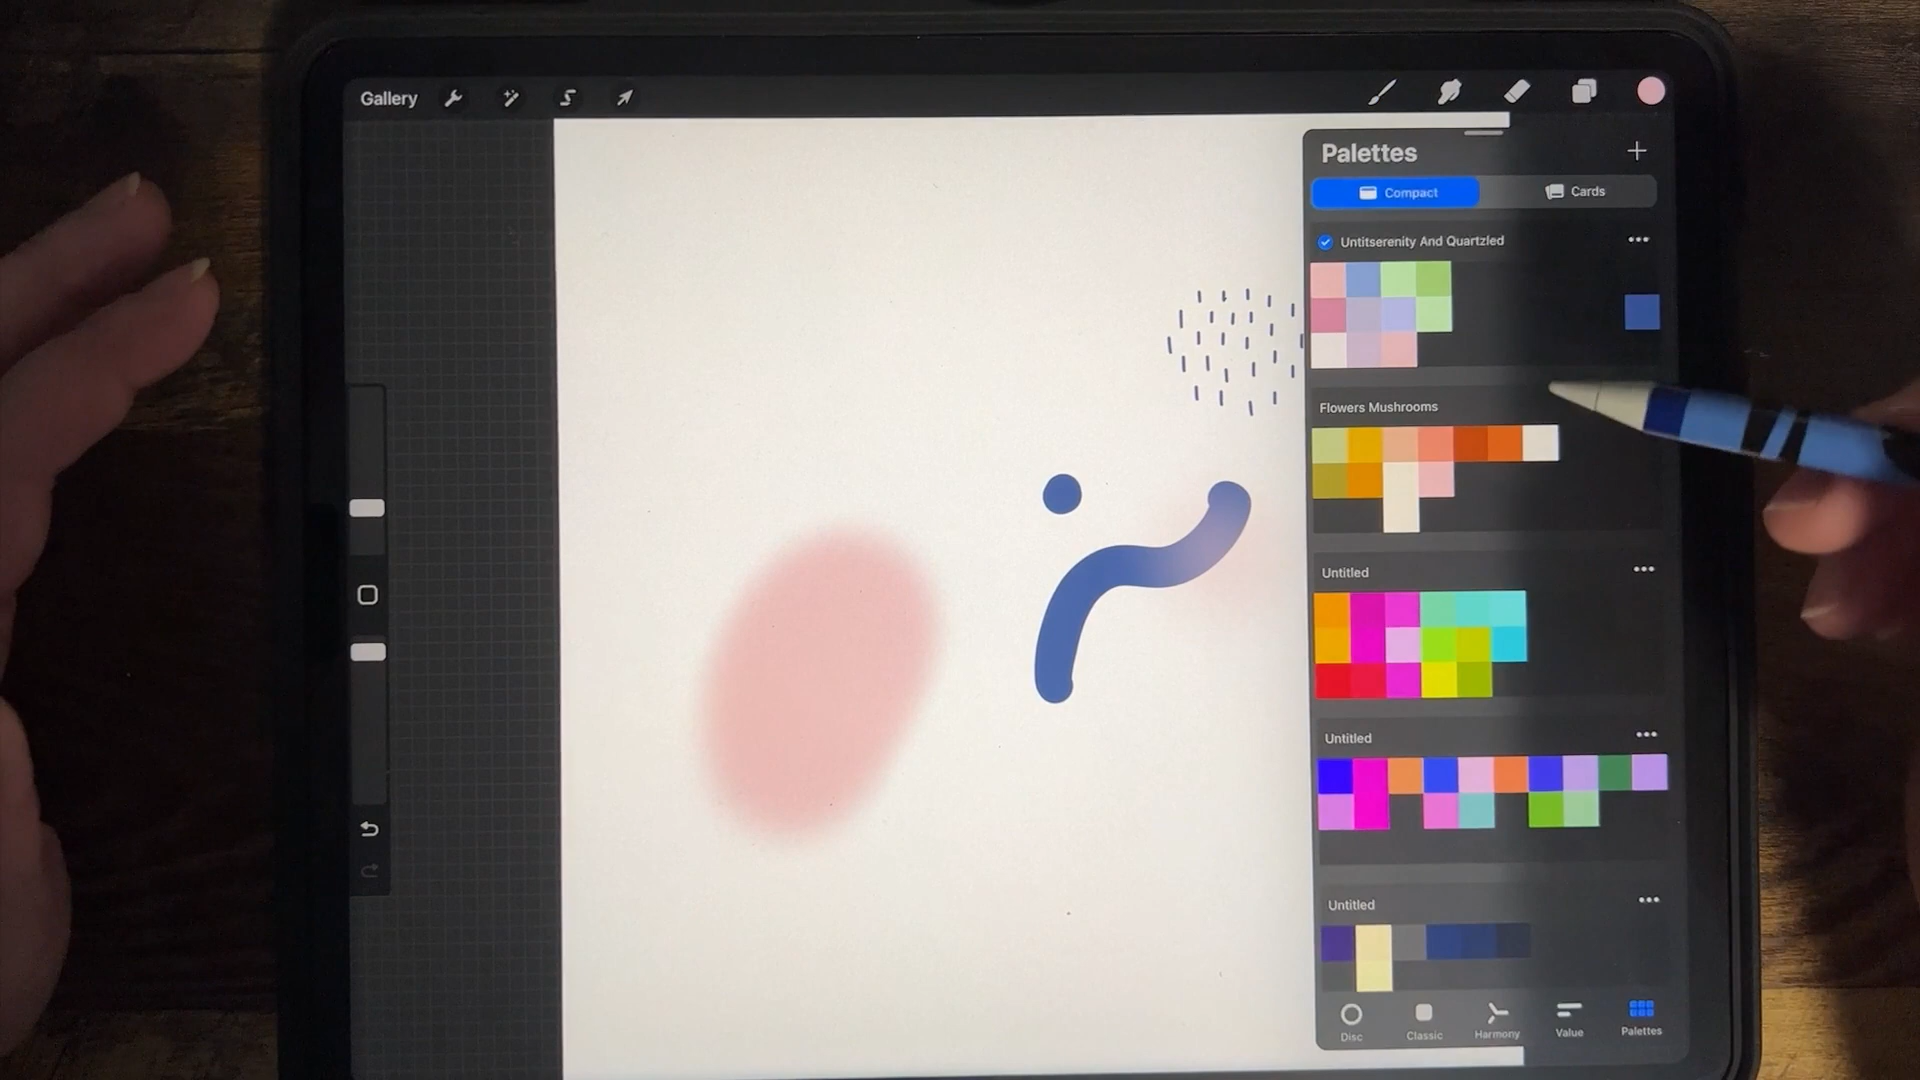 Gallery
Palettes
Compact
Cards
Untitserenity And Quartzled
Flowers Mushrooms
Untitled
Untitled
Untitled
Disc
Classic
Harmony
Value
Palettes